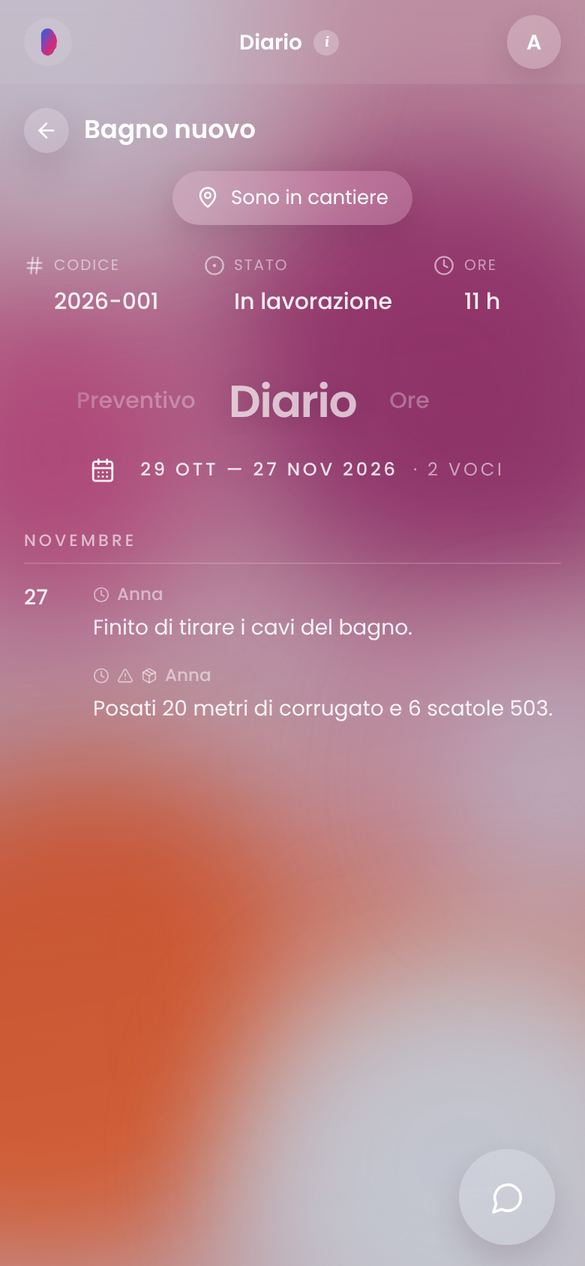 Diario i
A
Bagno nuovo
Sono in cantiere
CODICE STATO ORE
2026-001 In lavorazione 11 h
Preventivo Diario Ore
29 OTT — 27 NOV 2026 · 2 VOCI
NOVEMBRE
27 Anna
Finito di tirare i cavi del bagno.
Anna
Posati 20 metri di corrugato e 6 scatole 503.